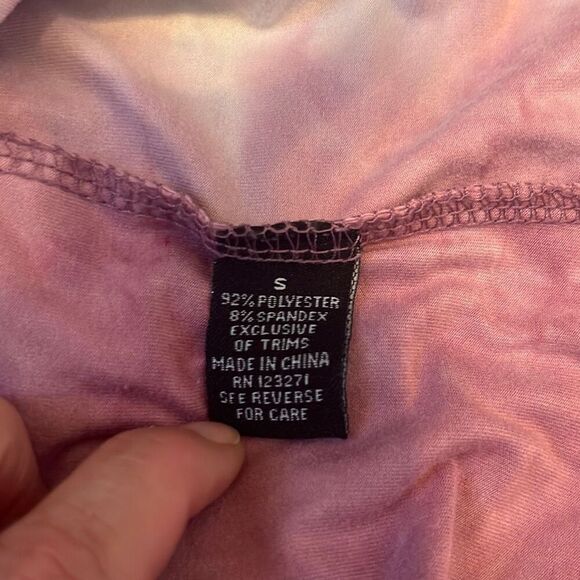 S
92% POLYESTER
8% SPANDEX
EXCLUSIVE
OF TRIMS
MADE IN CHINA
RN 123271
SEE REVERSE
FOR CARE